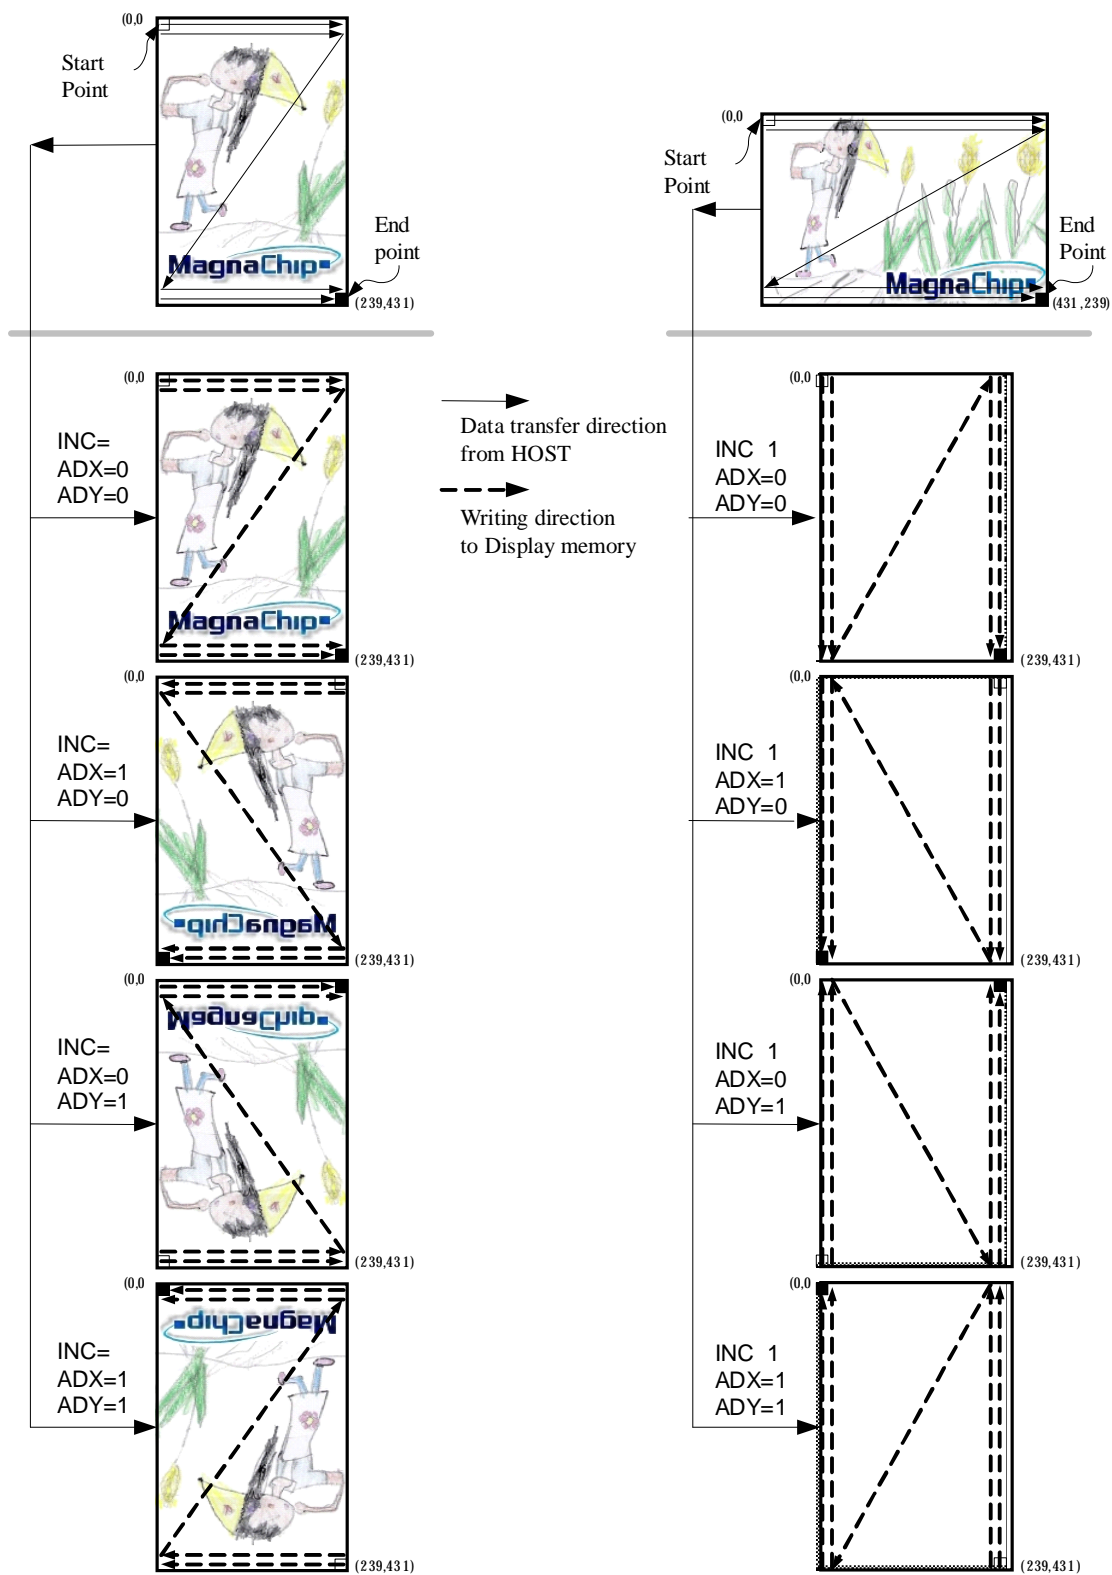 (0,0
Start
Point
MagnaChip
End
point
(239,431)
(0,0
Start
Point
MagnaChip
End
Point
(431,239)
(0,0
INC=
ADX=0
ADY=0
MagnaChip
(239,431)
Data transfer direction
from HOST
Writing direction
to Display memory
(0,0
INC 1
ADX=0
ADY=0
(239,431)
(0,0
INC=
ADX=1
ADY=0
MagnaChip
(239,431)
(0,0
INC 1
ADX=1
ADY=0
(239,431)
(0,0
MagnaChip
INC=
ADX=0
ADY=1
(239,431)
(0,0
INC 1
ADX=0
ADY=1
(239,431)
(0,0
MagnaChip
INC=
ADX=1
ADY=1
(239,431)
(0,0
INC 1
ADX=1
ADY=1
(239,431)